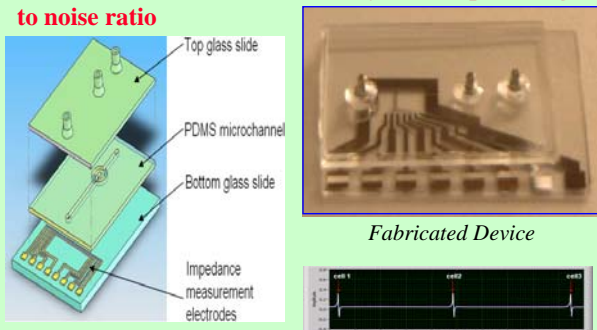 to noise ratio
Top glass slide
PDMS microchannel
Bottom glass slide
Impedance
measurement
electrodes
Fabricated Device
cell 1
cell2
cell3